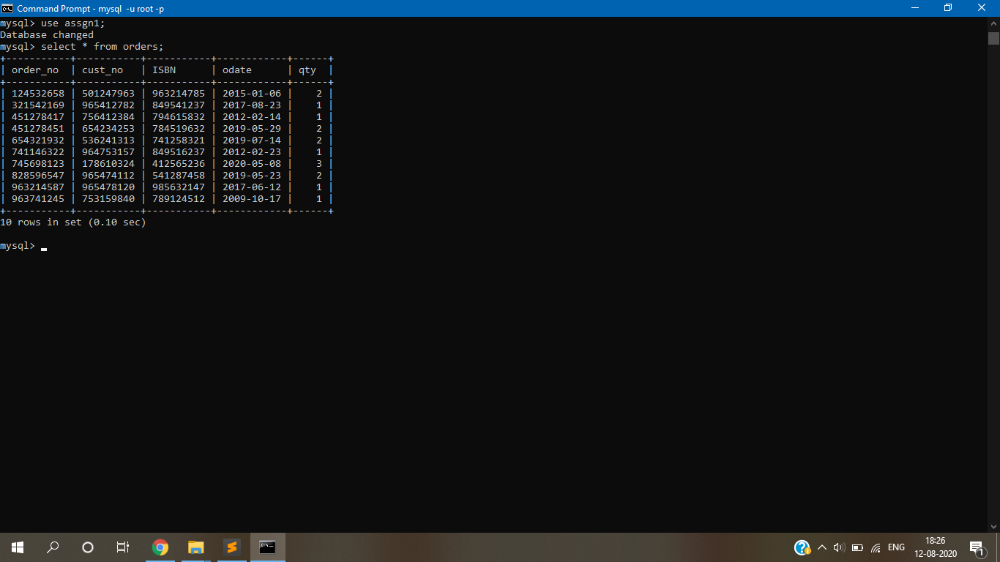 Command Prompt - mysql -u root -p
mysql> use assgn1;
Database changed
mysql> select * from orders;
+-----------+-----------+-----------+------------+------+
| order_no  | cust_no   | ISBN      | odate      | qty  |
+-----------+-----------+-----------+------------+------+
| 124532658 | 501247963 | 963214785 | 2015-01-06 |    2 |
| 321542169 | 965412782 | 849541237 | 2017-08-23 |    1 |
| 451278417 | 756412384 | 794615832 | 2012-02-14 |    1 |
| 451278451 | 654234253 | 784519632 | 2019-05-29 |    2 |
| 654321932 | 536241313 | 741258321 | 2019-07-14 |    2 |
| 741146322 | 964753157 | 849516237 | 2012-02-23 |    1 |
| 745698123 | 178610324 | 412565236 | 2020-05-08 |    3 |
| 828596547 | 965474112 | 541287458 | 2019-05-23 |    2 |
| 963214587 | 965478120 | 985632147 | 2017-06-12 |    1 |
| 963741245 | 753159840 | 789124512 | 2009-10-17 |    1 |
+-----------+-----------+-----------+------------+------+
10 rows in set (0.10 sec)
mysql>
ENG
18:26
12-08-2020
1